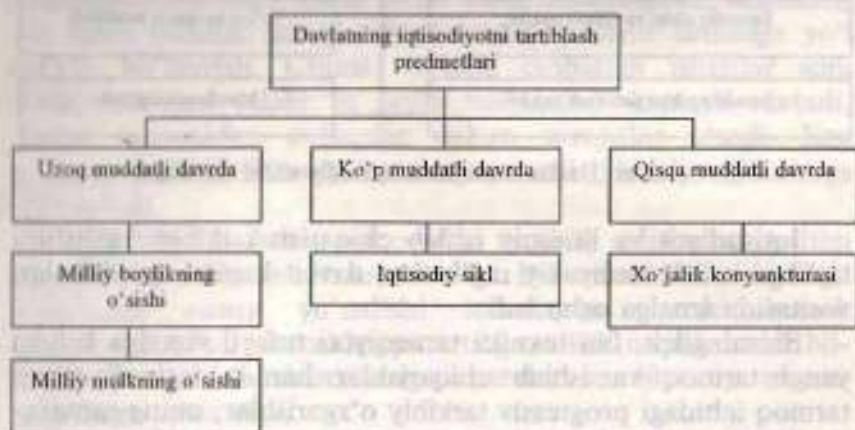 Davlatning iqtisodiyotni tartiblash
predmetlari
Uzoq muddatli davrda
Ko‘p muddatli davrda
Qisqa muddatli davrda
Milliy boylikning
o‘sishi
Iqtisodiy sikl
Xo‘jalik konyunkturasi
Milliy mulkning o‘sishi